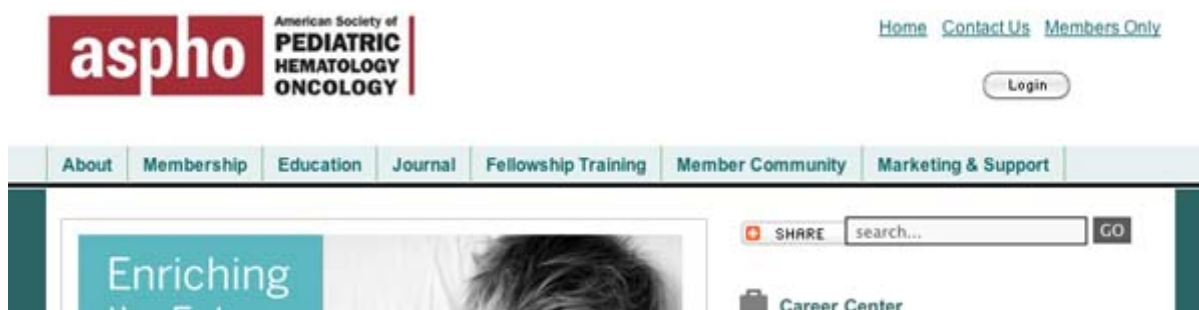 aspho
American Society of
PEDIATRIC
HEMATOLOGY
ONCOLOGY
Home Contact Us Members Only
Login
About Membership Education Journal Fellowship Training Member Community Marketing & Support
SHARE search... GO
Enriching
Career Center